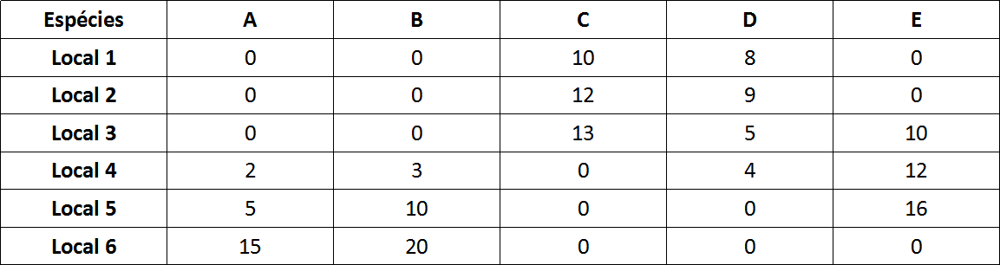 Espécies A B C D E
Local 1 0 0 10 8 0
Local 2 0 0 12 9 0
Local 3 0 0 13 5 10
Local 4 2 3 0 4 12
Local 5 5 10 0 0 16
Local 6 15 20 0 0 0